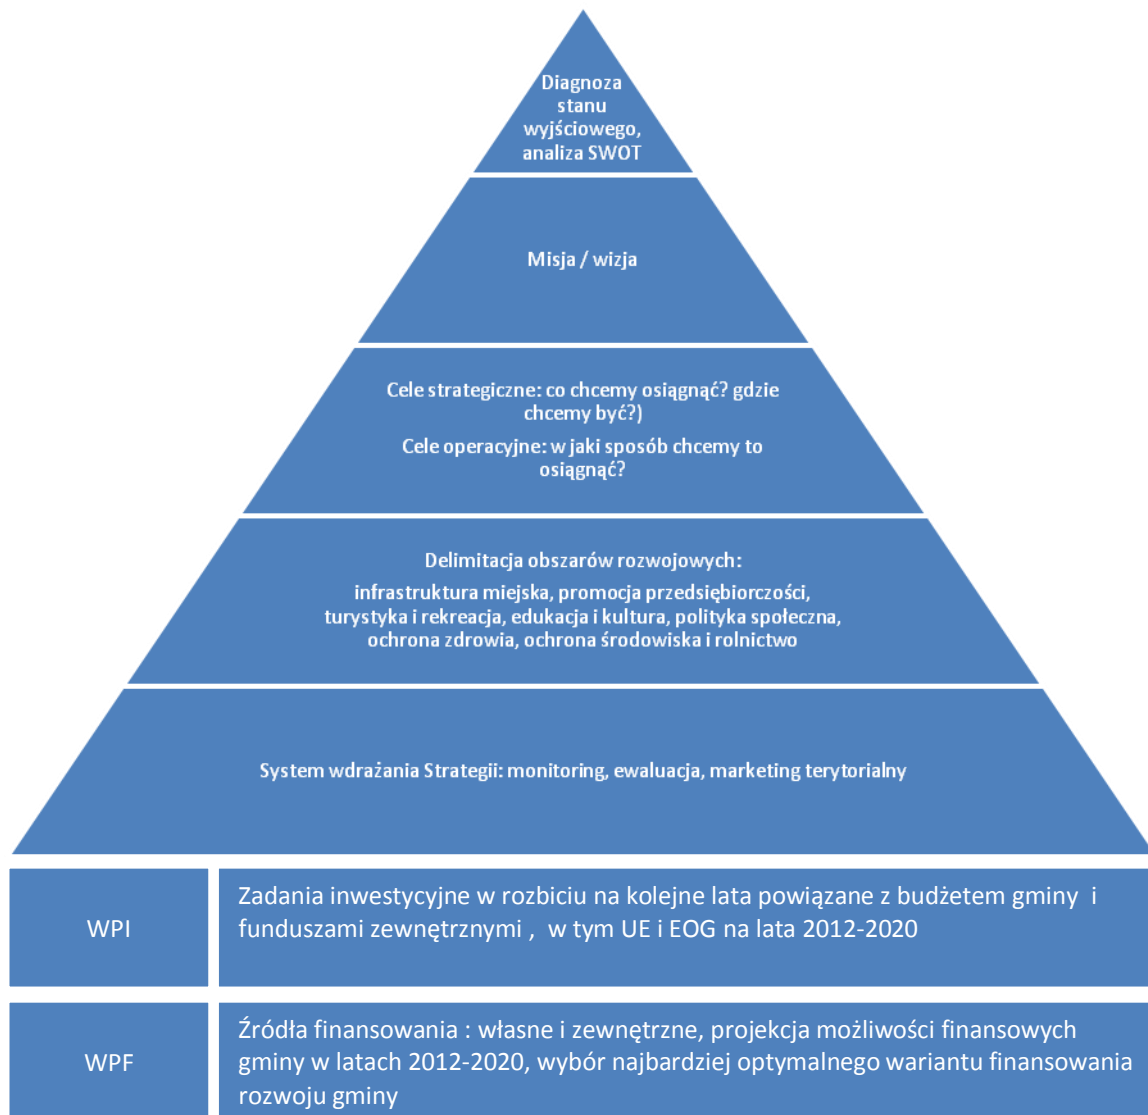 Diagnoza
stanu
wyjściowego,
analiza SWOT
Misja / wizja
Cele strategiczne: co chcemy osiągnąć? gdzie
chcemy być?)
Cele operacyjne: w jaki sposób chcemy to
osiągnąć?
Delimitacja obszarów rozwojowych:
infrastruktura miejska, promocja przedsiębiorczości,
turystyka i rekreacja, edukacja i kultura, polityka społeczna,
ochrona zdrowia, ochrona środowiska i rolnictwo
System wdrażania Strategii: monitoring, ewaluacja, marketing terytorialny
WPI
Zadania inwestycyjne w rozbiciu na kolejne lata powiązane z budżetem gminy i
funduszami zewnętrznymi , w tym UE i EOG na lata 2012-2020
WPF
Źródła finansowania : własne i zewnętrzne, projekcja możliwości finansowych
gminy w latach 2012-2020, wybór najbardziej optymalnego wariantu finansowania
rozwoju gminy